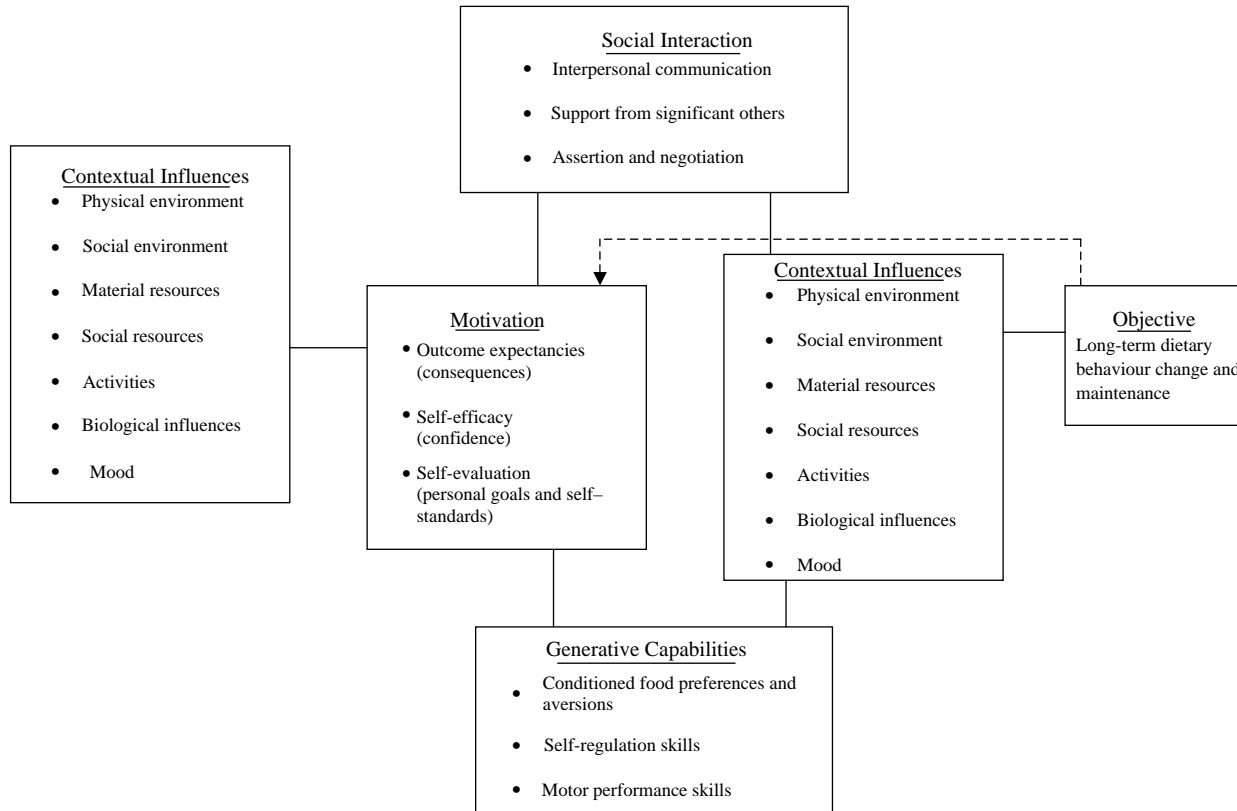 Social Interaction
• Interpersonal communication
• Support from significant others
• Assertion and negotiation
Contextual Influences
• Physical environment
• Social environment
• Material resources
• Social resources
• Activities
• Biological influences
• Mood
Motivation
• Outcome expectancies
(consequences)
• Self-efficacy
(confidence)
• Self-evaluation
(personal goals and self–
standards)
Contextual Influences
• Physical environment
• Social environment
• Material resources
• Social resources
• Activities
• Biological influences
• Mood
Objective
Long-term dietary
behaviour change and
maintenance
Generative Capabilities
• Conditioned food preferences and
aversions
• Self-regulation skills
• Motor performance skills